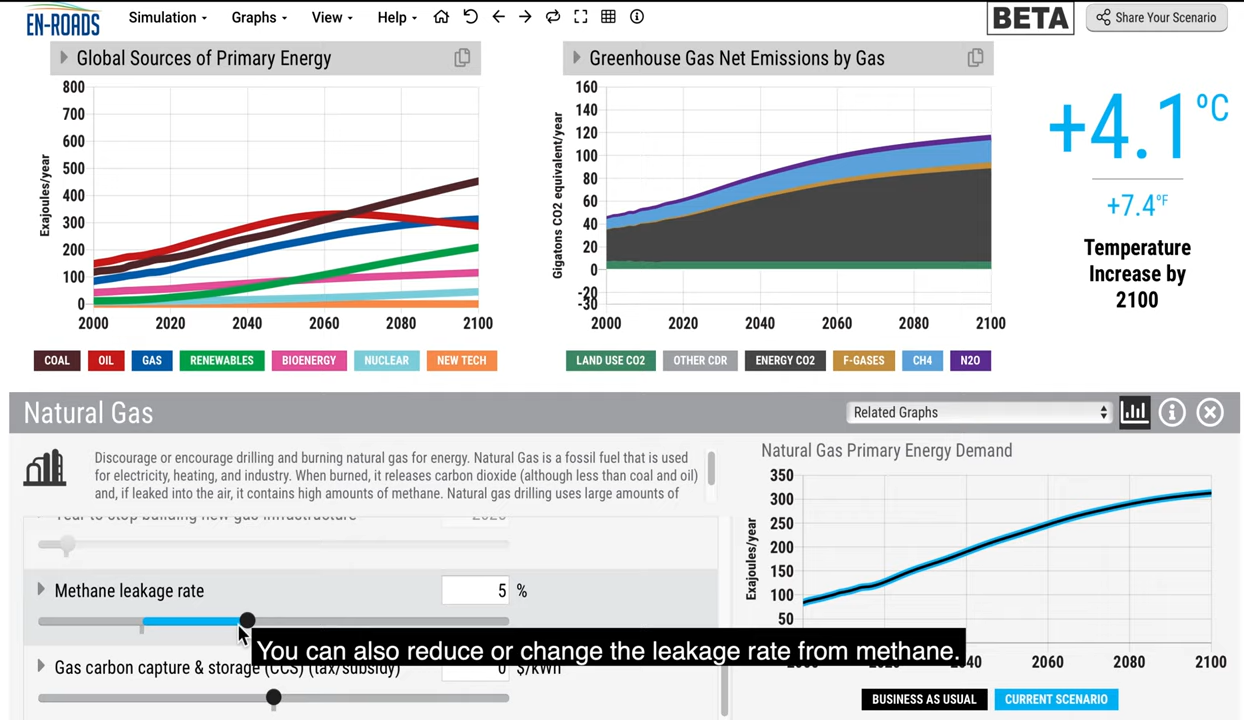 EN-ROADS
Simulation
Graphs
View
Help
BETA
Share Your Scenario
Global Sources of Primary Energy
800
700
600
500
400
300
200
100
0
Exajoules/year
2000 2020 2040 2060 2080 2100
COAL OIL GAS RENEWABLES BIOENERGY NUCLEAR NEW TECH
Greenhouse Gas Net Emissions by Gas
160
140
120
100
80
60
40
20
0
-20
-30
Gigatons CO2 equivalent/year
2000 2020 2040 2060 2080 2100
LAND USE CO2 OTHER CDR ENERGY CO2 F-GASES CH4 N2O
+4.1 °C
+7.4 °F
Temperature
Increase by
2100
Natural Gas
Related Graphs
Discourage or encourage drilling and burning natural gas for energy. Natural Gas is a fossil fuel that is used
for electricity, heating, and industry. When burned, it releases carbon dioxide (although less than coal and oil)
and, if leaked into the air, it contains high amounts of methane. Natural gas drilling uses large amounts of
Year to stop building new gas infrastructure
Methane leakage rate 5 %
Gas carbon capture & storage (CCS) (tax/subsidy) 0 $/kWh
You can also reduce or change the leakage rate from methane.
Natural Gas Primary Energy Demand
350
300
250
200
150
100
50
Exajoules/year
2040 2060 2080 2100
BUSINESS AS USUAL CURRENT SCENARIO